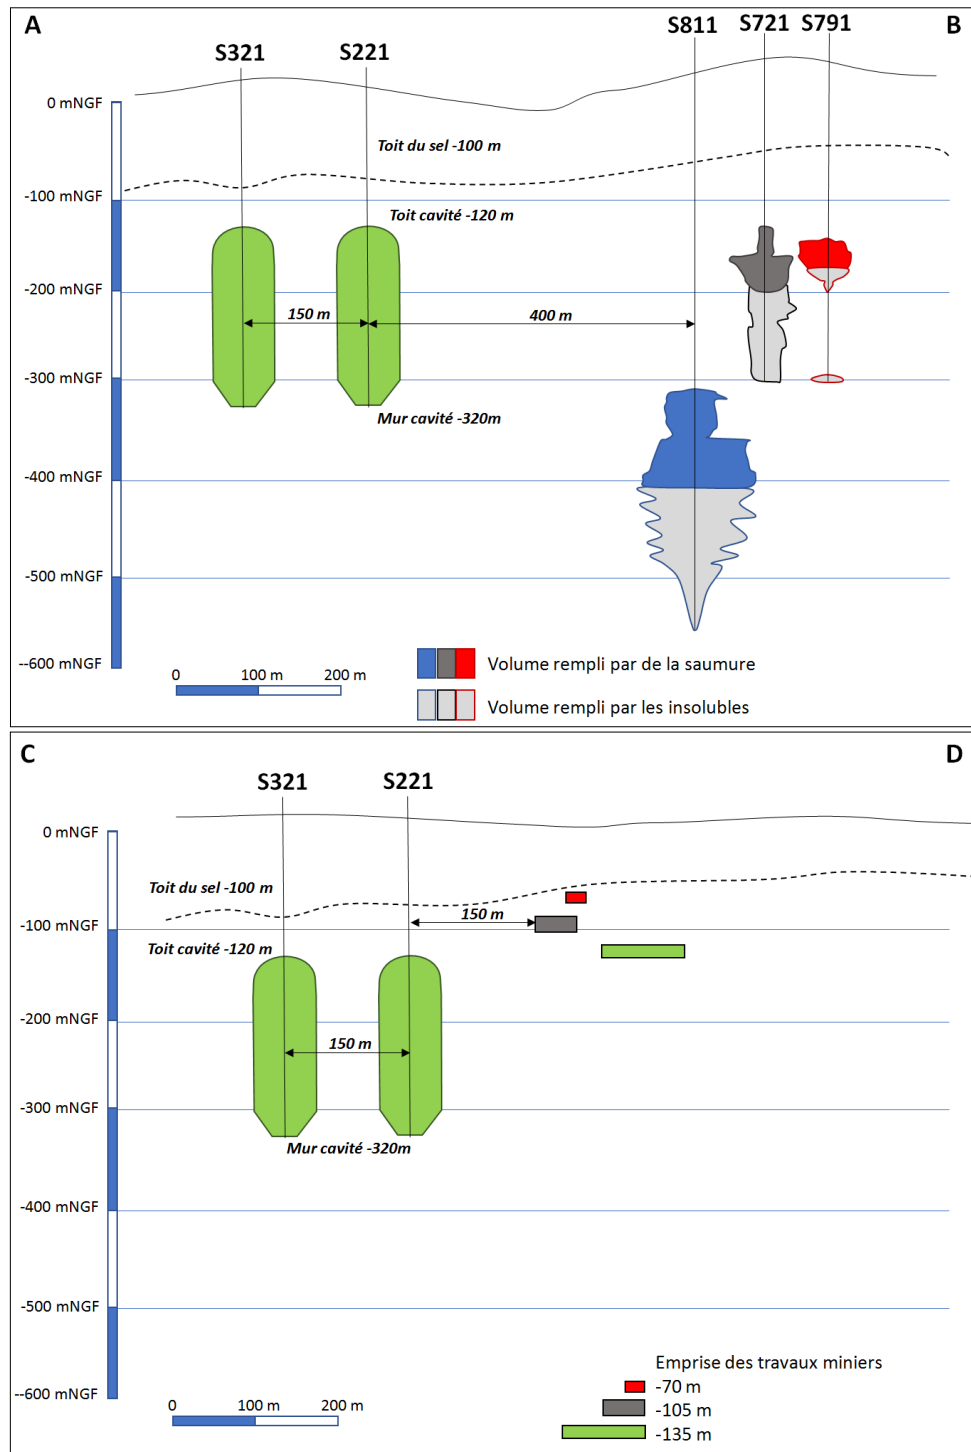 A
B
S321
S221
S811
S721
S791
0 mNGF
Toit du sel -100 m
-100 mNGF
Toit cavité -120 m
-200 mNGF
150 m
400 m
-300 mNGF
Mur cavité -320m
-400 mNGF
-500 mNGF
--600 mNGF
0
100 m
200 m
Volume rempli par de la saumure
Volume rempli par les insolubles
C
D
S321
S221
0 mNGF
Toit du sel -100 m
150 m
-100 mNGF
Toit cavité -120 m
-200 mNGF
150 m
-300 mNGF
Mur cavité -320m
-400 mNGF
-500 mNGF
--600 mNGF
0
100 m
200 m
Emprise des travaux miniers
-70 m
-105 m
-135 m